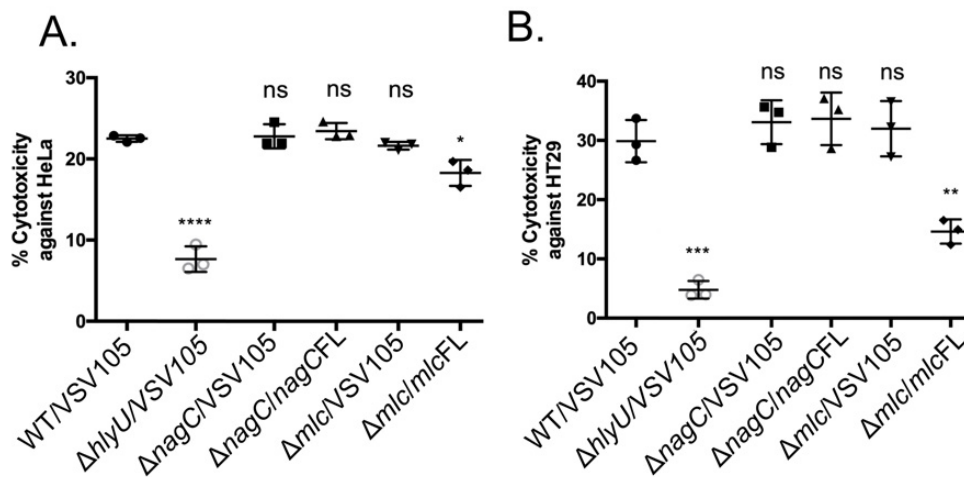 A.
% Cytotoxicity
against HeLa
30
20
10
0
****
ns
ns
ns
*
WT/VSV105
ΔhlyU/VSV105
ΔnagC/VSV105
ΔnagC/nagCFL
Δmlc/VSV105
Δmlc/mlcFL
B.
% Cytotoxicity
against HT29
40
30
20
10
0
***
ns
ns
ns
**
WT/VSV105
ΔhlyU/VSV105
ΔnagC/VSV105
ΔnagC/nagCFL
Δmlc/VSV105
Δmlc/mlcFL